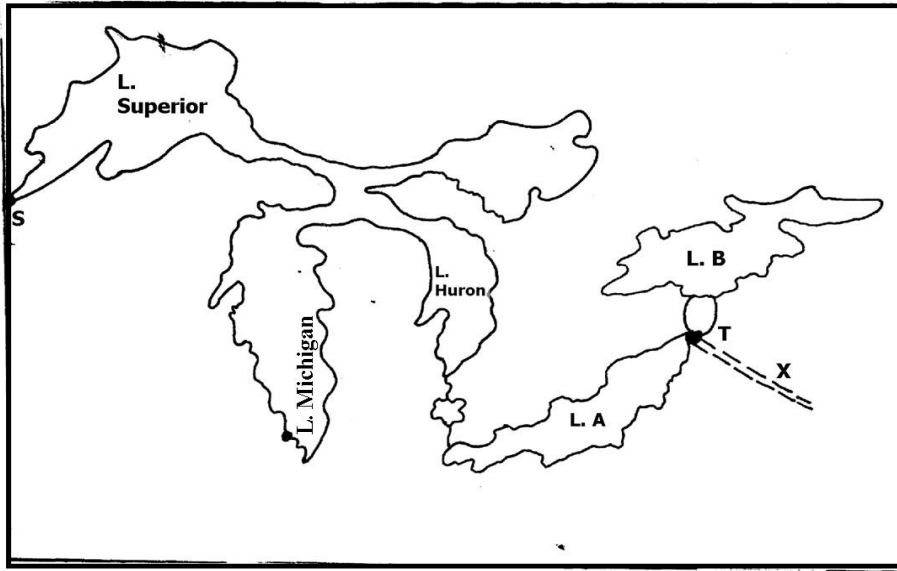 L.
Superior
S
L. B
L.
Huron
L. Michigan
T
X
L. A